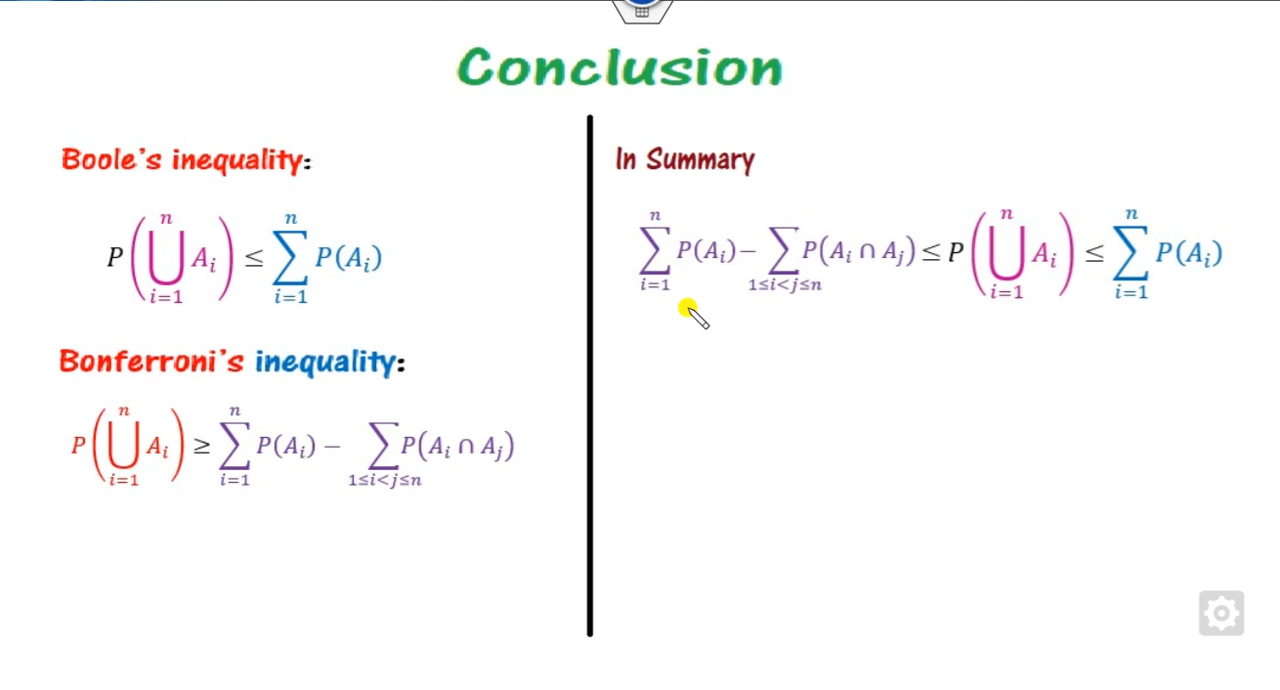 Conclusion
Boole's inequality:
P(⋃_{i=1}^{n} A_i) ≤ ∑_{i=1}^{n} P(A_i)
Bonferroni's inequality:
P(⋃_{i=1}^{n} A_i) ≥ ∑_{i=1}^{n} P(A_i) − ∑_{1≤i<j≤n} P(A_i ∩ A_j)
In Summary
∑_{i=1}^{n} P(A_i) − ∑_{1≤i<j≤n} P(A_i ∩ A_j) ≤ P(⋃_{i=1}^{n} A_i) ≤ ∑_{i=1}^{n} P(A_i)